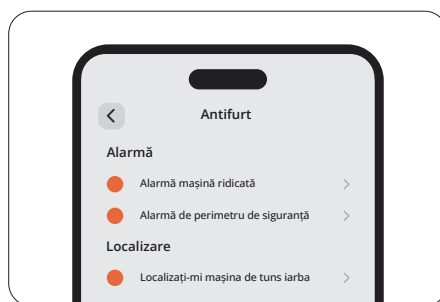 Antifurt
Alarmă
Alarmă mașină ridicată
Alarmă de perimetru de siguranță
Localizare
Localizați-mi mașina de tuns iarba